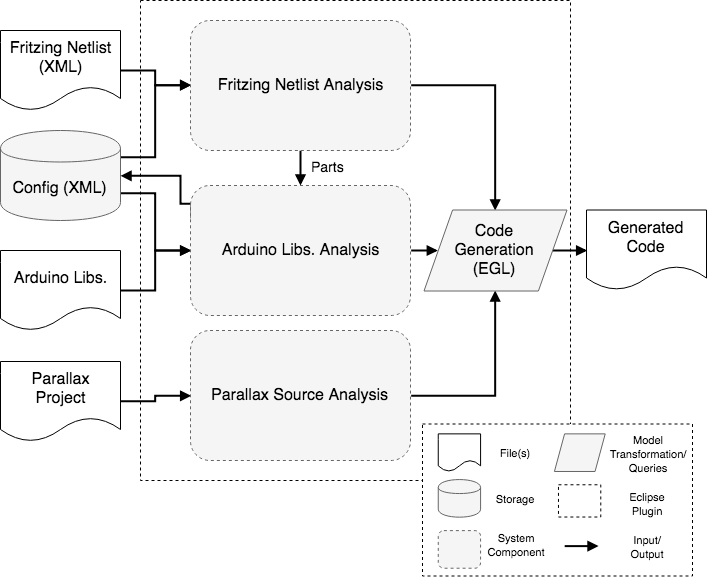 Fritzing Netlist
(XML)
Fritzing Netlist Analysis
Config (XML)
Parts
Arduino Libs.
Arduino Libs. Analysis
Code
Generation
(EGL)
Generated
Code
Parallax
Project
Parallax Source Analysis
File(s)
Model
Transformation/
Queries
Storage
Eclipse
Plugin
System
Component
Input/
Output